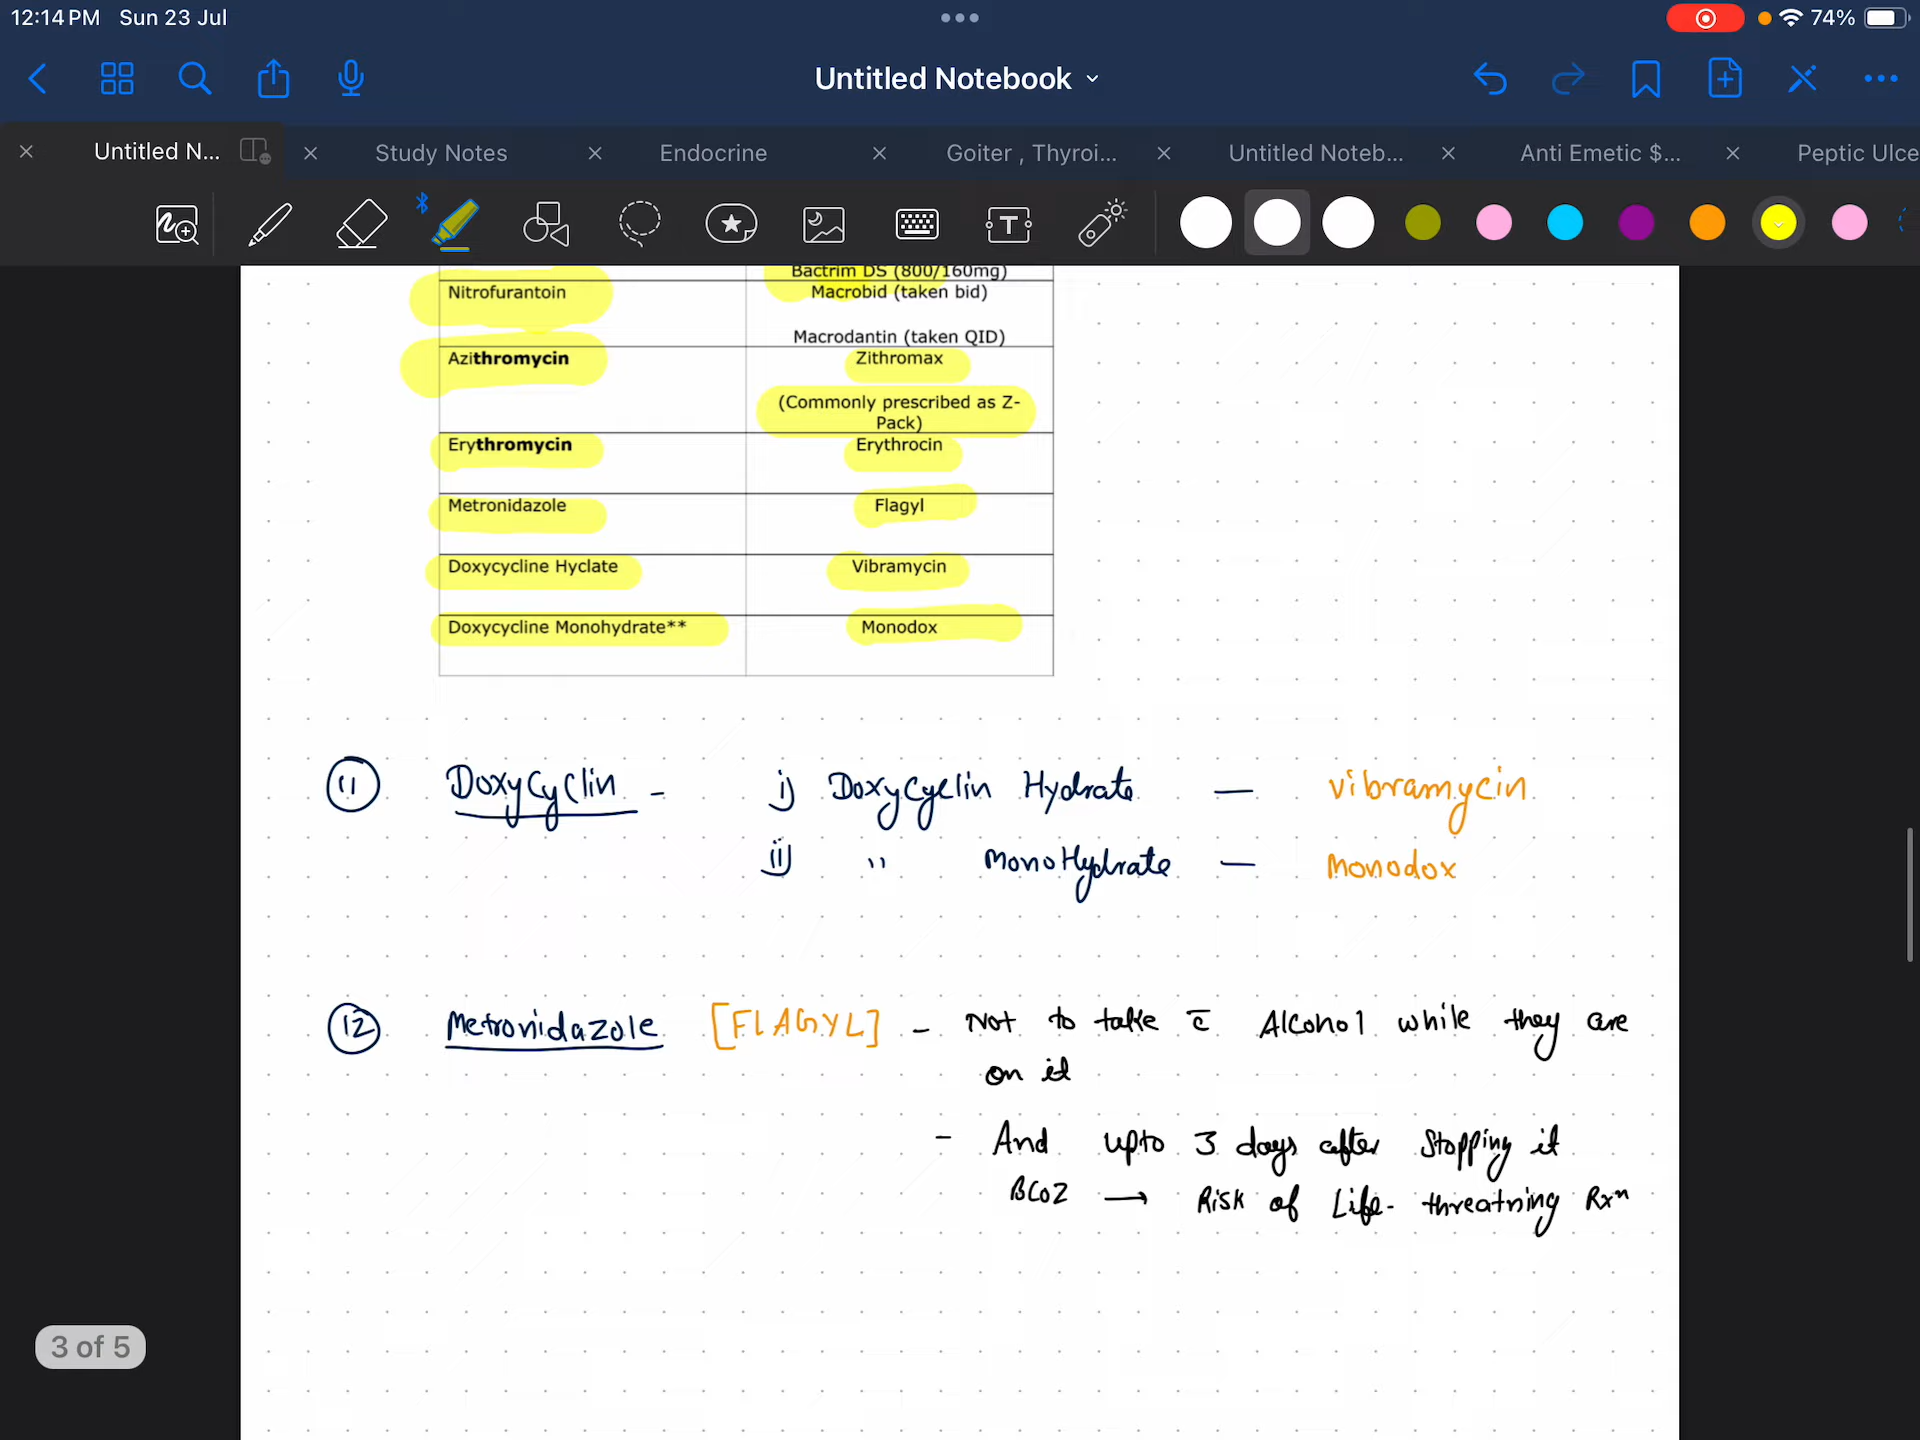 12:14 PM Sun 23 Jul
74%
Untitled Notebook
Untitled N...
Study Notes
Endocrine
Goiter , Thyroi...
Untitled Noteb...
Anti Emetic $...
Peptic Ulce
Bactrim DS (800/160mg)
Nitrofurantoin
Macrobid (taken bid)
Macrodantin (taken QID)
Azithromycin
Zithromax
(Commonly prescribed as Z-
Pack)
Erythromycin
Erythrocin
Metronidazole
Flagyl
Doxycycline Hyclate
Vibramycin
Doxycycline Monohydrate**
Monodox
11 Doxycyclin - i) Doxycyclin Hydrate — vibramycin
ii) " monoHydrate — monodox
12 Metronidazole [FLAGYL] - Not to take c̄ Alcohol while they are
on it
- And upto 3 days after stopping it
BCoZ → Risk of Life-threatning Rxⁿ
3 of 5